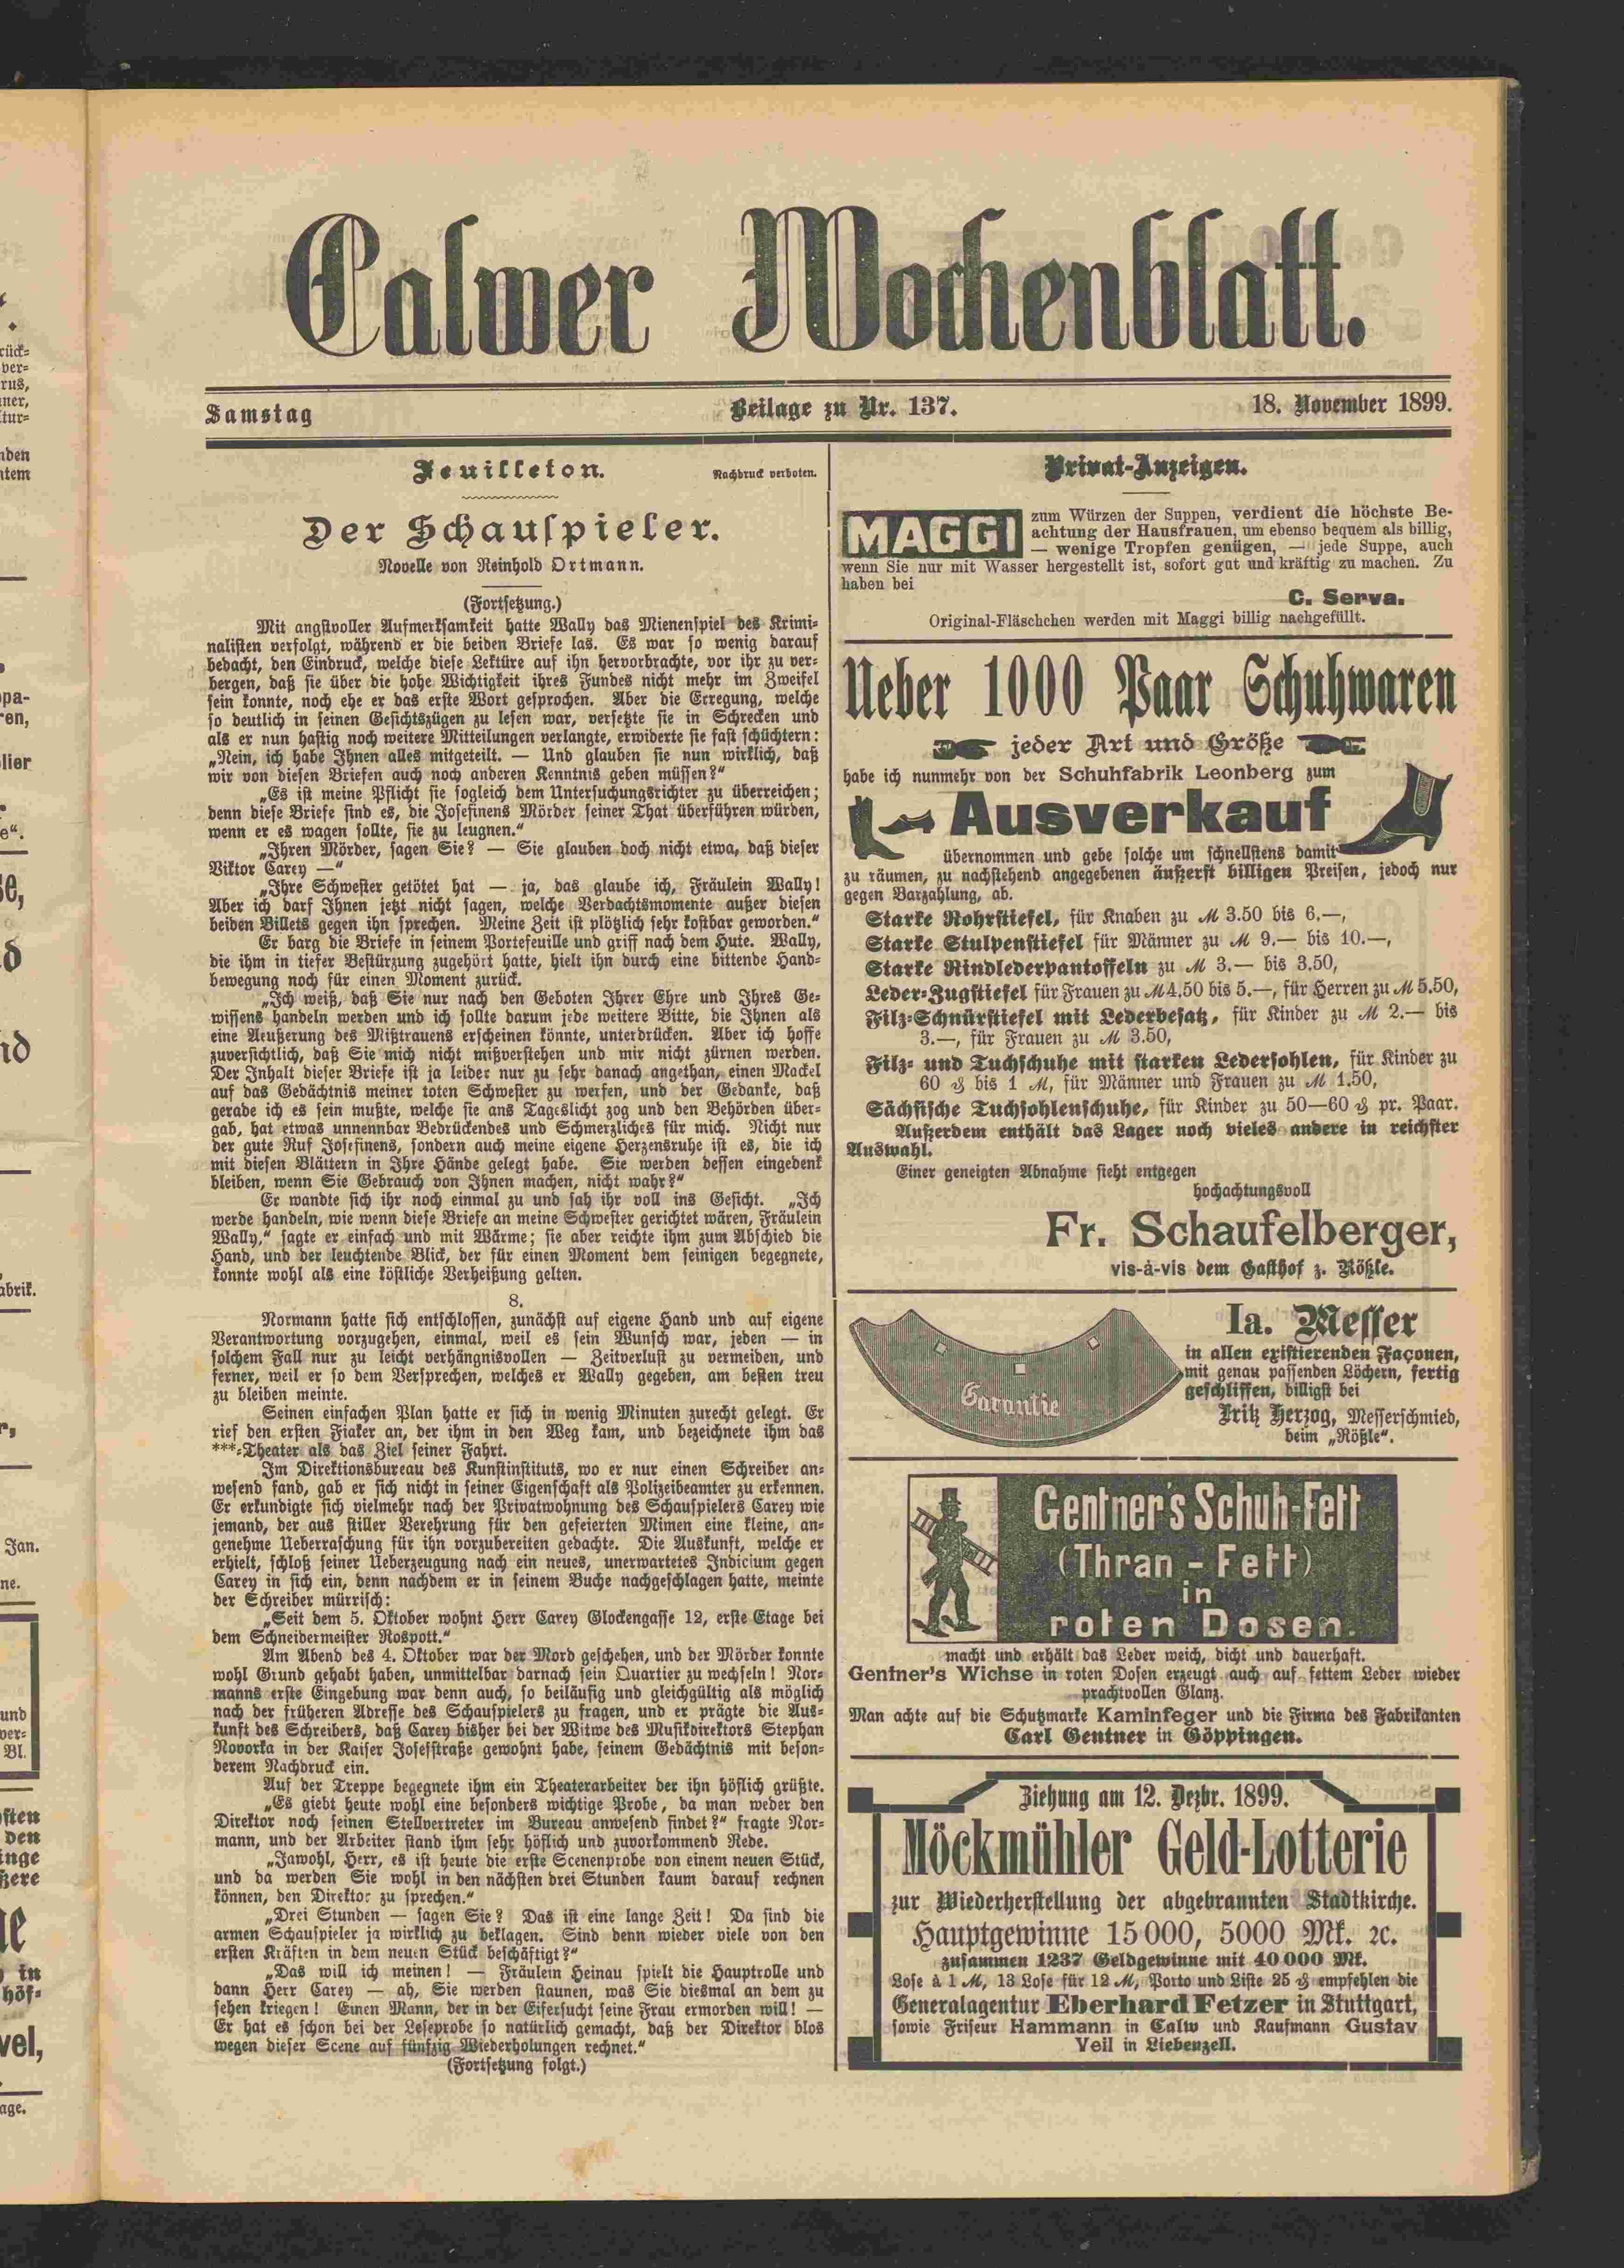 Calwer Wochenblatt.
Samstag
Beilage zu Nr. 137.
18. November 1899.
Feuilleton.
Nachdruck verboten.
Der Schauspieler.
Novelle von Reinhold Ortmann.
(Fortsetzung.)
Mit angstvoller Aufmerksamkeit hatte Wally das Mienenspiel des Krimi-
nalisten verfolgt, während er die beiden Briefe las. Es war so wenig darauf
bedacht, den Eindruck, welche diese Lektüre auf ihn hervorbrachte, vor ihr zu ver-
bergen, daß sie über die hohe Wichtigkeit ihres Fundes nicht mehr im Zweifel
sein konnte, noch ehe er das erste Wort gesprochen. Aber die Erregung, welche
so deutlich in seinen Gesichtszügen zu lesen war, versetzte sie in Schrecken und
als er nun hastig noch weitere Mitteilungen verlangte, erwiderte sie fast schüchtern:
„Nein, ich habe Ihnen alles mitgeteilt. — Und glauben sie nun wirklich, daß
wir von diesen Briefen auch noch anderen Kenntnis geben müssen?“
„Es ist meine Pflicht sie sogleich dem Untersuchungsrichter zu überreichen;
denn diese Briefe sind es, die Josefinens Mörder seiner That überführen würden,
wenn er es wagen sollte, sie zu leugnen.“
„Ihren Mörder, sagen Sie? — Sie glauben doch nicht etwa, daß dieser
Viktor Carey —“
„Ihre Schwester getötet hat — ja, das glaube ich, Fräulein Wally!
Aber ich darf Ihnen jetzt nicht sagen, welche Verdachtsmomente außer diesen
beiden Billets gegen ihn sprechen. Meine Zeit ist plötzlich sehr kostbar geworden.“
Er barg die Briefe in seinem Portefeuille und griff nach dem Hute. Wally,
die ihm in tiefer Bestürzung zugehört hatte, hielt ihn durch eine bittende Hand-
bewegung noch für einen Moment zurück.
„Ich weiß, daß Sie nur nach den Geboten Ihrer Ehre und Ihres Ge-
wissens handeln werden und ich sollte darum jede weitere Bitte, die Ihnen als
eine Aeußerung des Mißtrauens erscheinen könnte, unterdrücken. Aber ich hoffe
zuversichtlich, daß Sie mich nicht mißverstehen und mir nicht zürnen werden.
Der Inhalt dieser Briefe ist ja leider nur zu sehr danach angethan, einen Mackel
auf das Gedächtnis meiner toten Schwester zu werfen, und der Gedanke, daß
gerade ich es sein mußte, welche sie ans Tageslicht zog und den Behörden über-
gab, hat etwas unnennbar Bedrückendes und Schmerzliches für mich. Nicht nur
der gute Ruf Josefinens, sondern auch meine eigene Herzensruhe ist es, die ich
mit diesen Blättern in Ihre Hände gelegt habe. Sie werden dessen eingedenk
bleiben, wenn Sie Gebrauch von Ihnen machen, nicht wahr?“
Er wandte sich ihr noch einmal zu und sah ihr voll ins Gesicht. „Ich
werde handeln, wie wenn diese Briefe an meine Schwester gerichtet wären, Fräulein
Wally,“ sagte er einfach und mit Wärme; sie aber reichte ihm zum Abschied die
Hand, und der leuchtende Blick, der für einen Moment dem seinigen begegnete,
konnte wohl als eine köstliche Verheißung gelten.
8.
Normann hatte sich entschlossen, zunächst auf eigene Hand und auf eigene
Verantwortung vorzugehen, einmal, weil es sein Wunsch war, jeden — in
solchem Fall nur zu leicht verhängnisvollen — Zeitverlust zu vermeiden, und
ferner, weil er so dem Versprechen, welches er Wally gegeben, am besten treu
zu bleiben meinte.
Seinen einfachen Plan hatte er sich in wenig Minuten zurecht gelegt. Er
rief den ersten Fiaker an, der ihm in den Weg kam, und bezeichnete ihm das
***-Theater als das Ziel seiner Fahrt.
Im Direktionsbureau des Kunstinstituts, wo er nur einen Schreiber an-
wesend fand, gab er sich nicht in seiner Eigenschaft als Polizeibeamter zu erkennen.
Er erkundigte sich vielmehr nach der Privatwohnung des Schauspielers Carey wie
jemand, der aus stiller Verehrung für den gefeierten Mimen eine kleine, an-
genehme Ueberraschung für ihn vorzubereiten gedachte. Die Auskunft, welche er
erhielt, schloß seiner Ueberzeugung nach ein neues, unerwartetes Indicium gegen
Carey in sich ein, denn nachdem er in seinem Buche nachgeschlagen hatte, meinte
der Schreiber mürrisch:
„Seit dem 5. Oktober wohnt Herr Carey Glockengasse 12, erste Etage bei
dem Schneidermeister Rospott.“
Am Abend des 4. Oktober war der Mord geschehen, und der Mörder konnte
wohl Grund gehabt haben, unmittelbar darnach sein Quartier zu wechseln! Nor-
manns erste Eingebung war denn auch, so beiläufig und gleichgültig als möglich
nach der früheren Adresse des Schauspielers zu fragen, und er prägte die Aus-
kunft des Schreibers, daß Carey bisher bei der Witwe des Musikdirektors Stephan
Novorka in der Kaiser Josefstraße gewohnt habe, seinem Gedächtnis mit beson-
derem Nachdruck ein.
Auf der Treppe begegnete ihm ein Theaterarbeiter der ihn höflich grüßte.
„Es giebt heute wohl eine besonders wichtige Probe, da man weder den
Direktor noch seinen Stellvertreter im Bureau anwesend findet?“ fragte Nor-
mann, und der Arbeiter stand ihm sehr höflich und zuvorkommend Rede.
„Jawohl, Herr, es ist heute die erste Scenenprobe von einem neuen Stück,
und da werden Sie wohl in den nächsten drei Stunden kaum darauf rechnen
können, den Direktor zu sprechen.“
„Drei Stunden — sagen Sie? Das ist eine lange Zeit! Da sind die
armen Schauspieler ja wirklich zu beklagen. Sind denn wieder viele von den
ersten Kräften in dem neuen Stück beschäftigt?“
„Das will ich meinen! — Fräulein Heinau spielt die Hauptrolle und
dann Herr Carey — ah, Sie werden staunen, was Sie diesmal an dem zu
sehen kriegen! Einen Mann, der in der Eifersucht seine Frau ermorden will! —
Er hat es schon bei der Leseprobe so natürlich gemacht, daß der Direktor blos
wegen dieser Scene auf fünfzig Wiederholungen rechnet.“
(Fortsetzung folgt.)
Privat-Anzeigen.
MAGGI zum Würzen der Suppen, verdient die höchste Be-
achtung der Hausfrauen, um ebenso bequem als billig,
— wenige Tropfen genügen, — jede Suppe, auch
wenn Sie nur mit Wasser hergestellt ist, sofort gut und kräftig zu machen. Zu
haben bei
C. Serva.
Original-Fläschchen werden mit Maggi billig nachgefüllt.
Ueber 1000 Paar Schuhwaren
jeder Art und Größe
habe ich nunmehr von der Schuhfabrik Leonberg zum
Ausverkauf
übernommen und gebe solche um schnellstens damit
zu räumen, zu nachstehend angegebenen äußerst billigen Preisen, jedoch nur
gegen Barzahlung, ab.
Starke Rohrstiefel, für Knaben zu M 3.50 bis 6.—,
Starke Stulpenstiefel für Männer zu M 9.— bis 10.—,
Starke Rindlederpantoffeln zu M 3.— bis 3.50,
Leder-Zugstiefel für Frauen zu M 4.50 bis 5.—, für Herren zu M 5.50,
Filz-Schnürstiefel mit Lederbesatz, für Kinder zu M 2.— bis
3.—, für Frauen zu M 3.50,
Filz- und Tuchschuhe mit starken Ledersohlen, für Kinder zu
60 ₰ bis 1 M, für Männer und Frauen zu M 1.50,
Sächsische Tuchsohlenschuhe, für Kinder zu 50—60 ₰ pr. Paar.
Außerdem enthält das Lager noch vieles andere in reichster
Auswahl.
Einer geneigten Abnahme sieht entgegen
hochachtungsvoll
Fr. Schaufelberger,
vis-à-vis dem Gasthof z. Rößle.
Garantie
Ia. Messer
in allen existierenden Façonen,
mit genau passenden Löchern, fertig
geschliffen, billigst bei
Fritz Herzog, Messerschmied,
beim „Rößle“.
Gentner's Schuh-Fett
(Thran-Fett)
in
roten Dosen.
macht und erhält das Leder weich, dicht und dauerhaft.
Gentner's Wichse in roten Dosen erzeugt auch auf fettem Leder wieder
prachtvollen Glanz.
Man achte auf die Schutzmarke Kaminfeger und die Firma des Fabrikanten
Carl Gentner in Göppingen.
Ziehung am 12. Dezbr. 1899.
Möckmühler Geld-Lotterie
zur Wiederherstellung der abgebrannten Stadtkirche.
Hauptgewinne 15000, 5000 Mk. ꝛc.
zusammen 1237 Geldgewinne mit 40000 Mk.
Lose à 1 M, 13 Lose für 12 M, Porto und Liste 25 ₰ empfehlen die
Generalagentur Eberhard Fetzer in Stuttgart,
sowie Friseur Hammann in Calw und Kaufmann Gustav
Veil in Liebenzell.